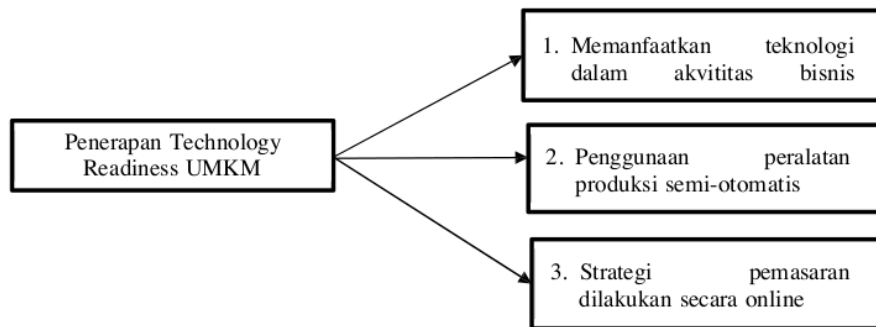 1. Memanfaatkan teknologi
dalam akvititas bisnis
Penerapan Technology
Readiness UMKM
2. Penggunaan peralatan
produksi semi-otomatis
3. Strategi pemasaran
dilakukan secara online